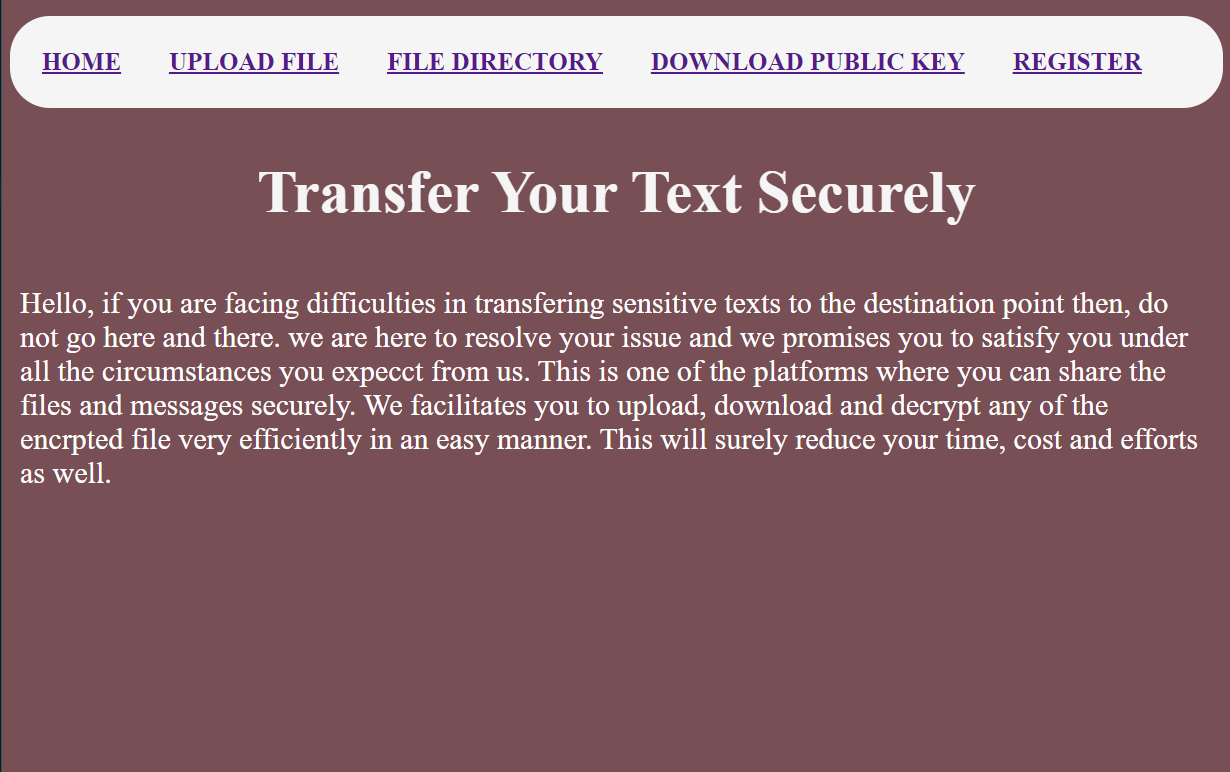 HOME UPLOAD FILE FILE DIRECTORY DOWNLOAD PUBLIC KEY REGISTER
Transfer Your Text Securely
Hello, if you are facing difficulties in transfering sensitive texts to the destination point then, do
not go here and there. we are here to resolve your issue and we promises you to satisfy you under
all the circumstances you expecct from us. This is one of the platforms where you can share the
files and messages securely. We facilitates you to upload, download and decrypt any of the
encrpted file very efficiently in an easy manner. This will surely reduce your time, cost and efforts
as well.